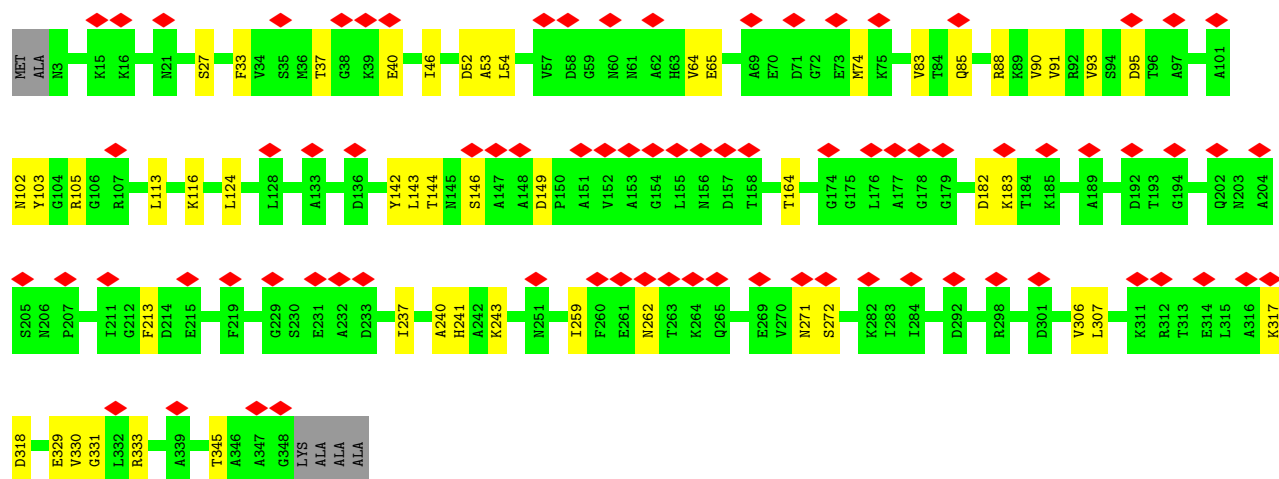 MET ALA N3 K15 K16 N21 S27 F33 V34 S35 M36 T37 G38 K39 E40 I46 D52 A53 L54 V57 D58 G59 N60 N61 A62 H63 V64 E65 A69 E70 D71 G72 E73 M74 K75 V83 T84 Q85 R88 K89 V90 V91 R92 V93 S94 D95 T96 A97 A101
N102 Y103 G104 R105 G106 R107 L113 K116 L124 L128 A133 D136 Y142 L143 T144 N145 S146 A147 A148 D149 P150 A151 V152 A153 G154 L155 N156 D157 T158 T164 G174 G175 L176 A177 G178 G179 D182 K183 T184 K185 A189 D192 T193 G194 Q202 N203 A204
S205 N206 P207 I211 G212 F213 D214 E215 F219 G229 S230 E231 A232 D233 I237 A240 H241 A242 K243 N251 I259 F260 E261 N262 T263 K264 Q265 E269 V270 N271 S272 K282 I283 I284 D292 R298 D301 V306 L307 K311 R312 T313 E314 L315 A316 K317
D318 E329 V330 G331 L332 R333 A339 T345 A346 A347 G348 LYS ALA ALA ALA